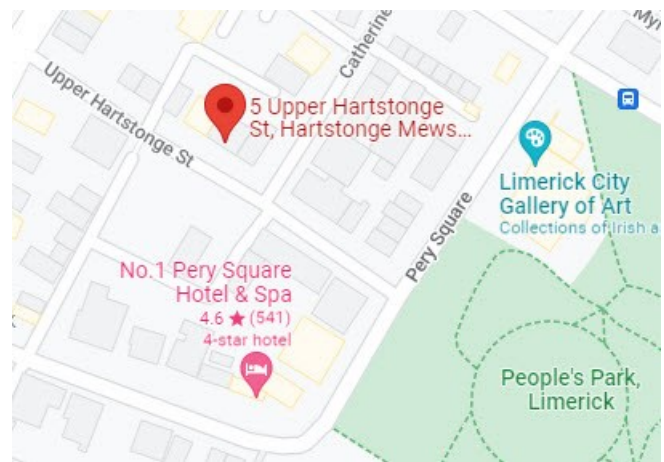 Myr
Catherine
Upper Hartstonge St
5 Upper Hartstonge
St, Hartstonge Mews...
Limerick City
Gallery of Art
Collections of Irish a
Pery Square
No.1 Pery Square
Hotel & Spa
4.6 ★ (541)
4-star hotel
People's Park,
Limerick